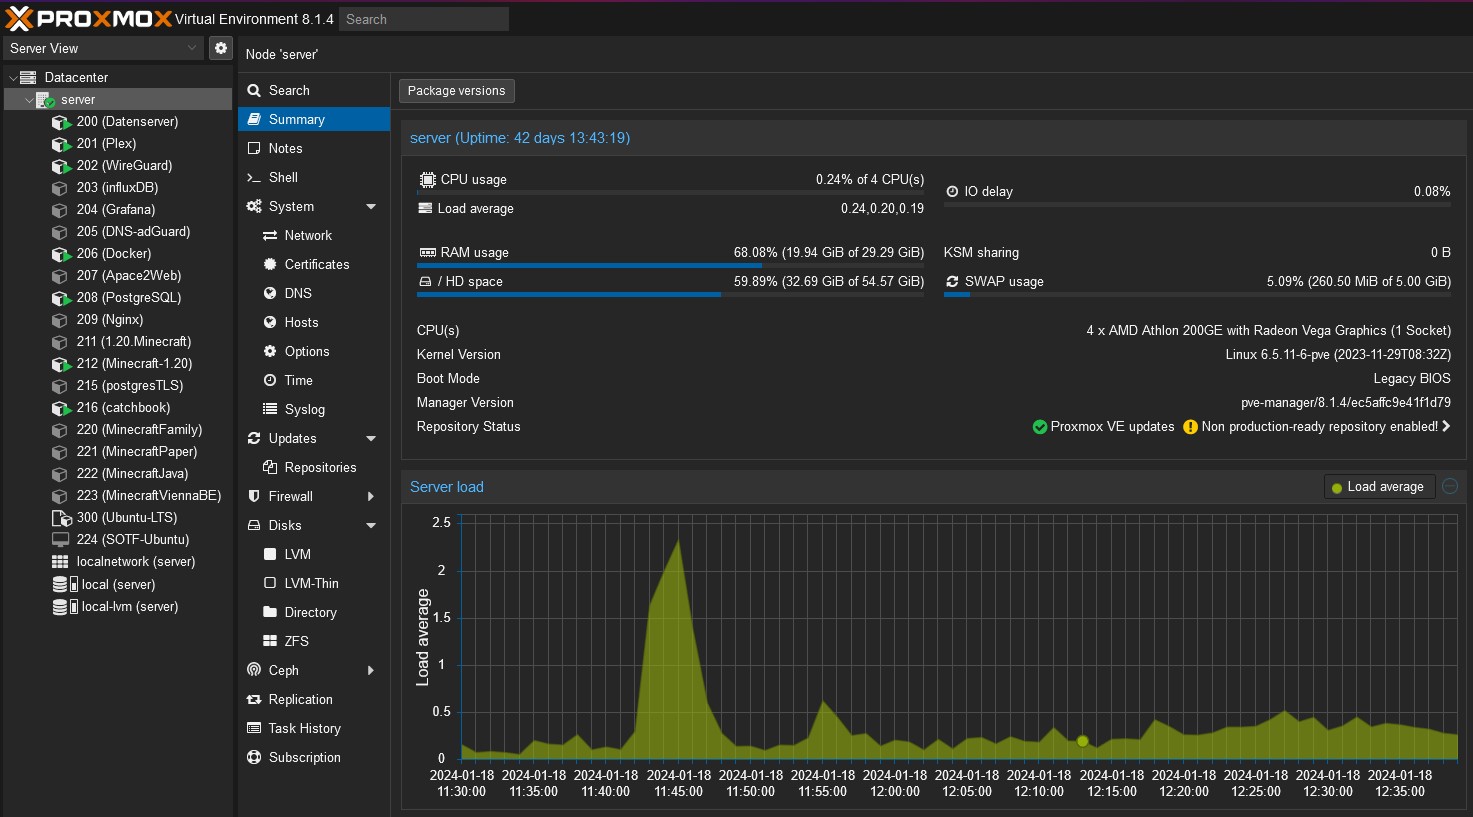 PROXMOX Virtual Environment 8.1.4 Search
Server View
Node 'server'
Datacenter
server
200 (Datenserver)
201 (Plex)
202 (WireGuard)
203 (influxDB)
204 (Grafana)
205 (DNS-adGuard)
206 (Docker)
207 (Apace2Web)
208 (PostgreSQL)
209 (Nginx)
211 (1.20.Minecraft)
212 (Minecraft-1.20)
215 (postgresTLS)
216 (catchbook)
220 (MinecraftFamily)
221 (MinecraftPaper)
222 (MinecraftJava)
223 (MinecraftViennaBE)
300 (Ubuntu-LTS)
224 (SOTF-Ubuntu)
localnetwork (server)
local (server)
local-lvm (server)
Search
Summary
Notes
Shell
System
Network
Certificates
DNS
Hosts
Options
Time
Syslog
Updates
Repositories
Firewall
Disks
LVM
LVM-Thin
Directory
ZFS
Ceph
Replication
Task History
Subscription
Package versions
server (Uptime: 42 days 13:43:19)
CPU usage 0.24% of 4 CPU(s)
IO delay 0.08%
Load average 0.24,0.20,0.19
RAM usage 68.08% (19.94 GiB of 29.29 GiB)
KSM sharing 0 B
/ HD space 59.89% (32.69 GiB of 54.57 GiB)
SWAP usage 5.09% (260.50 MiB of 5.00 GiB)
CPU(s) 4 x AMD Athlon 200GE with Radeon Vega Graphics (1 Socket)
Kernel Version Linux 6.5.11-6-pve (2023-11-29T08:32Z)
Boot Mode Legacy BIOS
Manager Version pve-manager/8.1.4/ec5affc9e41f1d79
Repository Status Proxmox VE updates Non production-ready repository enabled!
Server load
Load average
Load average
2.5
2
1.5
1
0.5
0
2024-01-18 2024-01-18 2024-01-18 2024-01-18 2024-01-18 2024-01-18 2024-01-18 2024-01-18 2024-01-18 2024-01-18 2024-01-18 2024-01-18 2024-01-18 2024-01-18
11:30:00 11:35:00 11:40:00 11:45:00 11:50:00 11:55:00 12:00:00 12:05:00 12:10:00 12:15:00 12:20:00 12:25:00 12:30:00 12:35:00